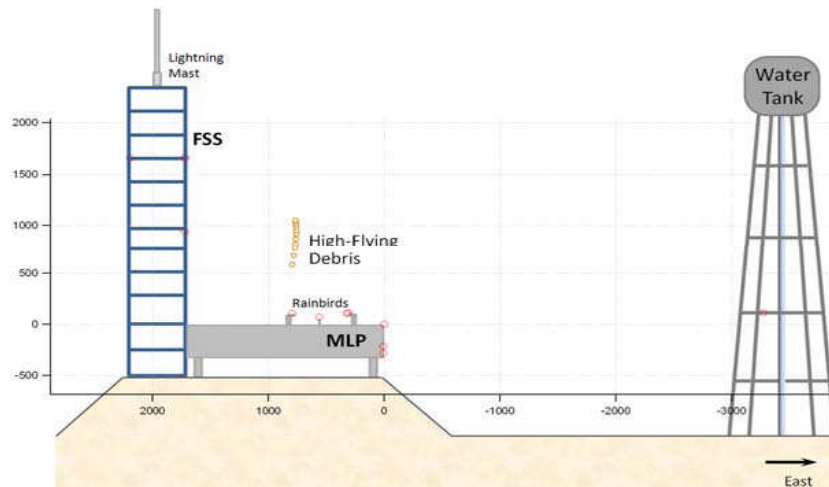 Lightning
Mast
Water
Tank
2000
FSS
1500
1000
High-Flying
Debris
500
Rainbirds
0
MLP
-500
2000 1000 0 -1000 -2000 -3000
East